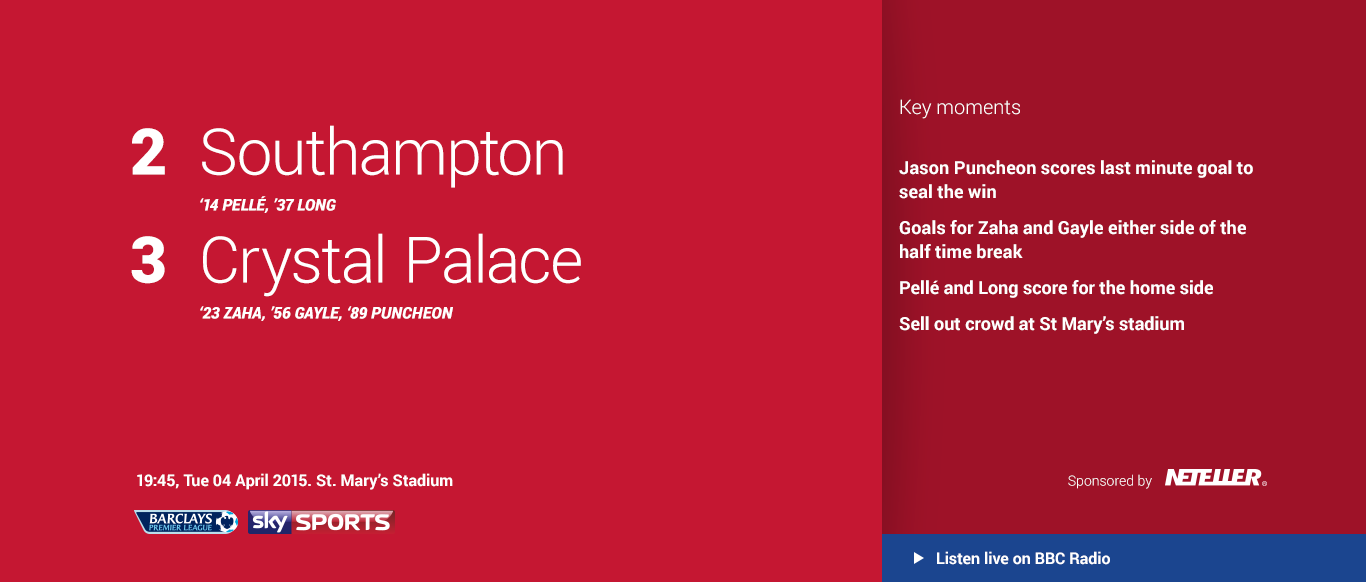 2 Southampton
‘14 PELLÉ, ’37 LONG
3 Crystal Palace
‘23 ZAHA, ’56 GAYLE, ‘89 PUNCHEON
19:45, Tue 04 April 2015. St. Mary’s Stadium
BARCLAYS
PREMIER LEAGUE
sky SPORTS
Key moments
Jason Puncheon scores last minute goal to
seal the win
Goals for Zaha and Gayle either side of the
half time break
Pellé and Long score for the home side
Sell out crowd at St Mary’s stadium
Sponsored by NETELLER®
Listen live on BBC Radio